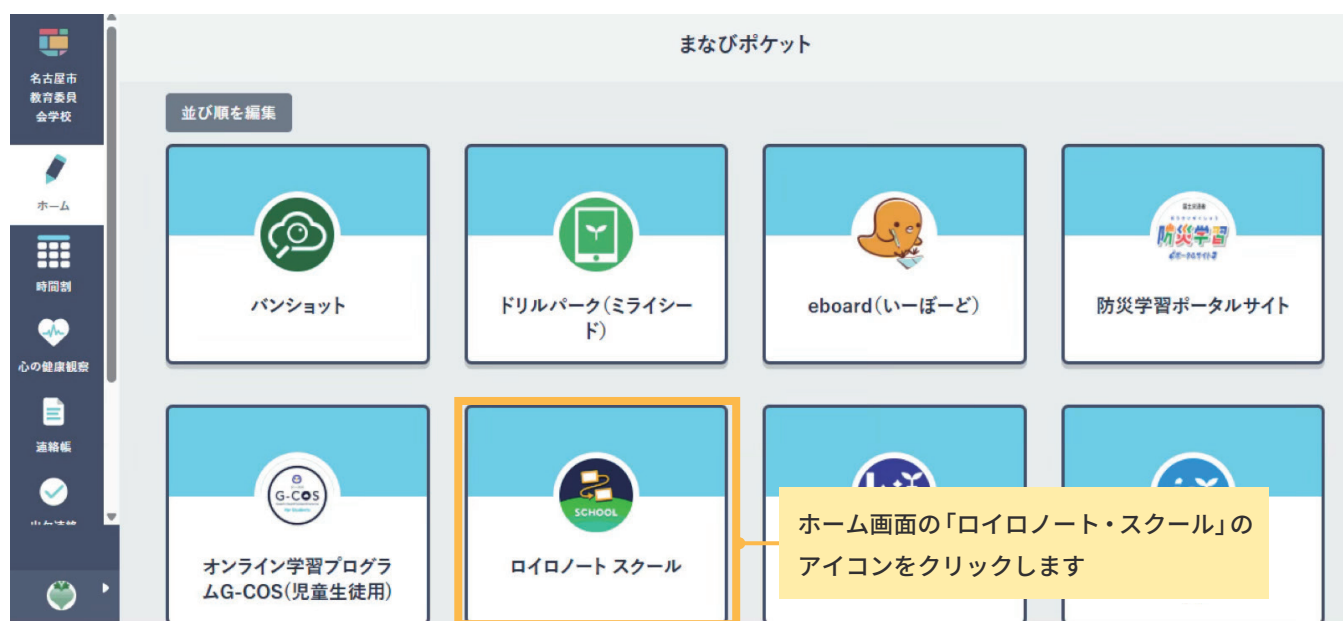 まなびポケット
名古屋市
教育委員
会学校
並び順を編集
ホーム
時間割
心の健康観察
連絡帳
バンショット
ドリルパーク(ミライシー
ド)
eboard(いーぼーど)
防災学習
防災学習ポータルサイト
G-COS
for Students
オンライン学習プログラ
ムG-COS(児童生徒用)
SCHOOL
ロイロノート スクール
ホーム画面の「ロイロノート・スクール」の
アイコンをクリックします